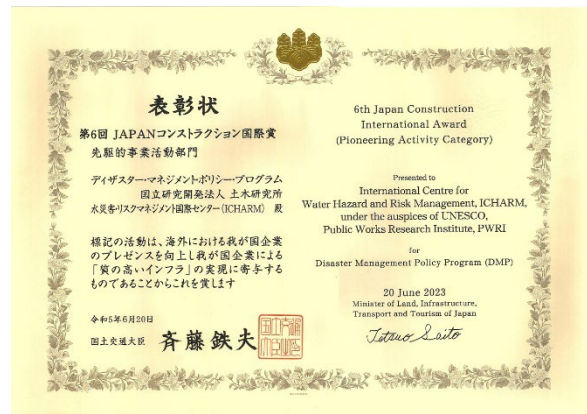 表彰状
第6回 JAPANコンストラクション国際賞
先駆的事業活動部門
ディザスター・マネジメントポリシー・プログラム
国立研究開発法人 土木研究所
水災害・リスクマネジメント国際センター(ICHARM) 殿
標記の活動は、海外における我が国企業
のプレゼンスを向上し我が国企業による
「質の高いインフラ」の実現に寄与する
ものであることからこれを賞します
令和5年6月20日
国土交通大臣 斉藤鉄夫
6th Japan Construction
International Award
(Pioneering Activity Category)
Presented to
International Centre for
Water Hazard and Risk Management, ICHARM,
under the auspices of UNESCO,
Public Works Research Institute, PWRI
for
Disaster Management Policy Program (DMP)
20 June 2023
Minister of Land, Infrastructure,
Transport and Tourism of Japan
Tetsuo Saito